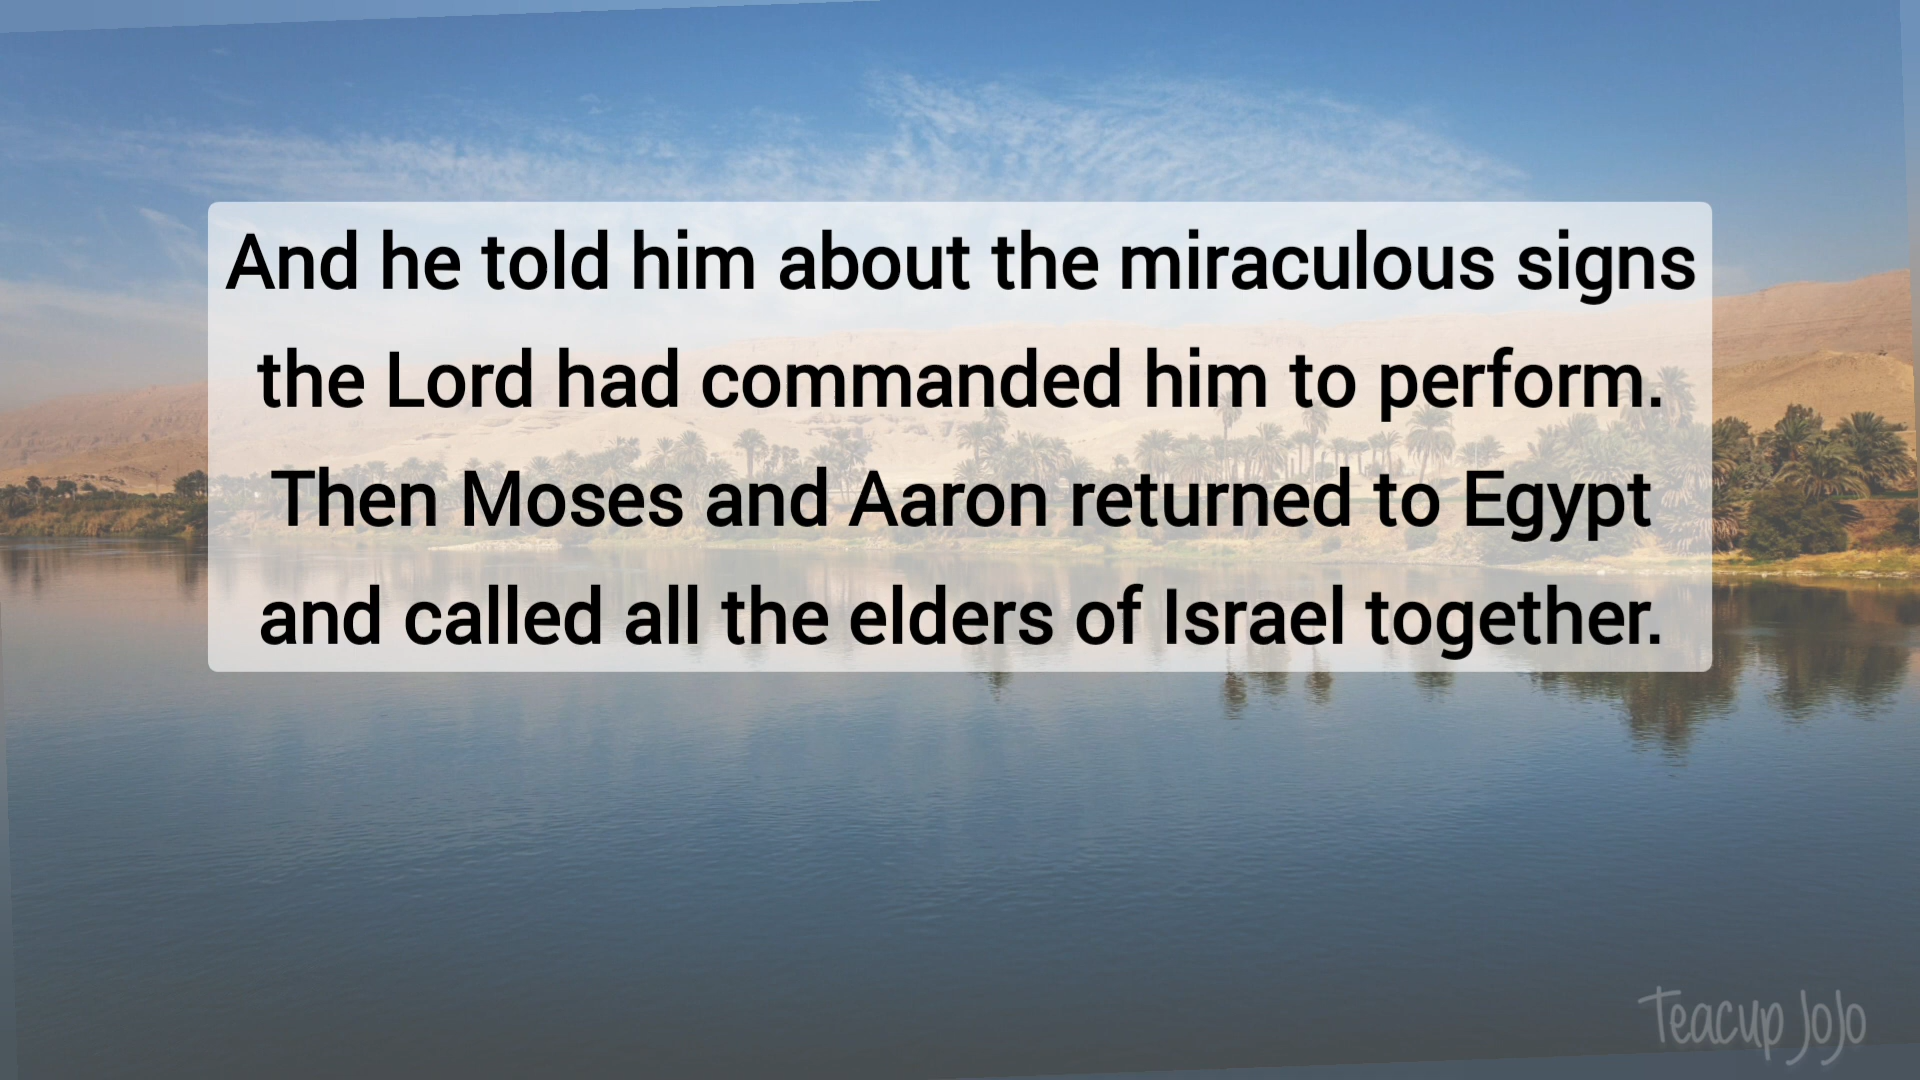 And he told him about the miraculous signs
the Lord had commanded him to perform.
Then Moses and Aaron returned to Egypt
and called all the elders of Israel together.
Teacup JoJo